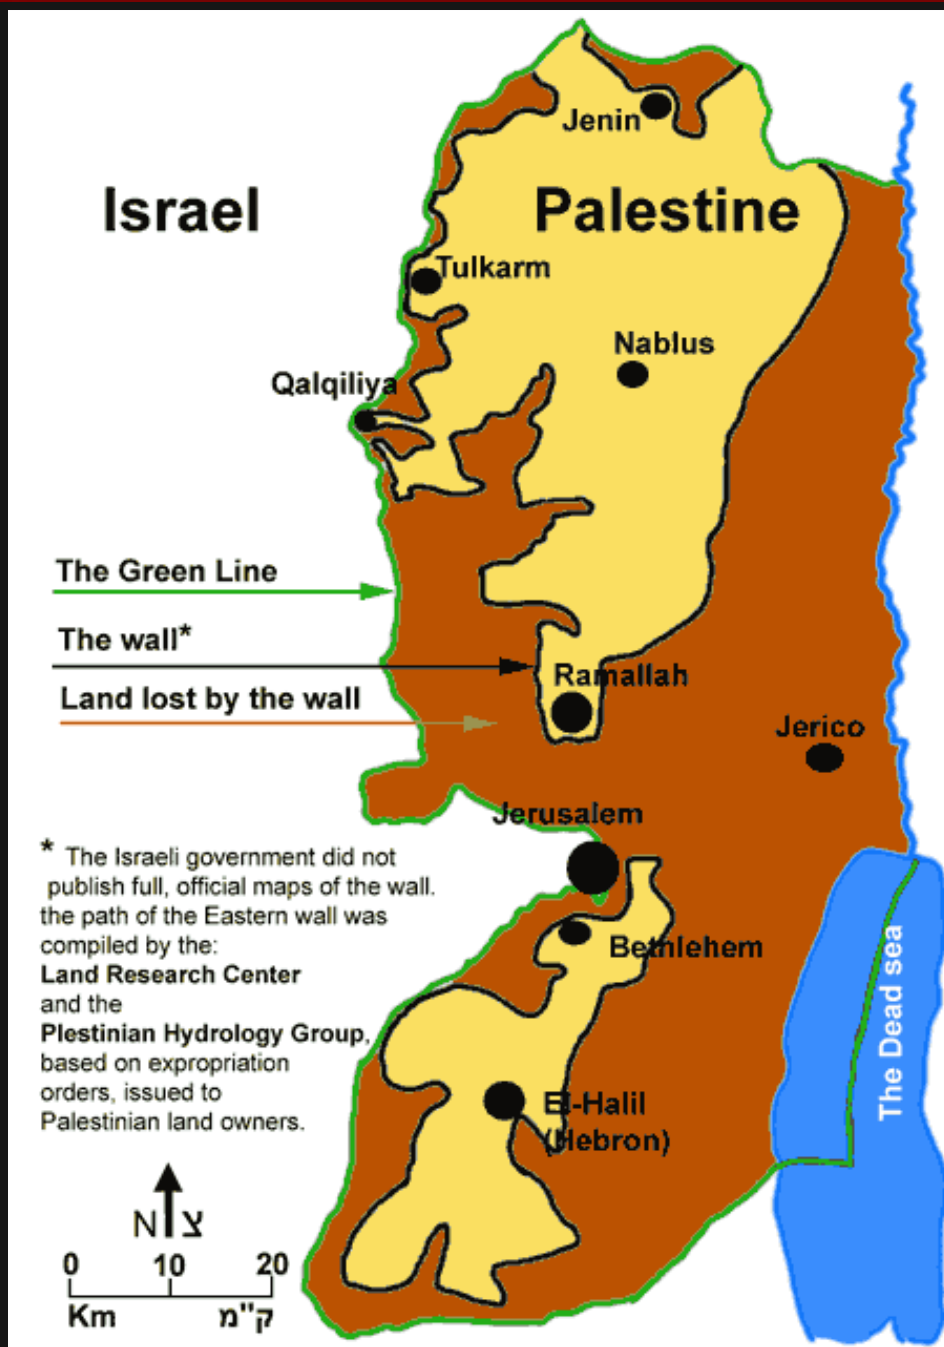 Jenin
Israel
Palestine
Tulkarm
Nablus
Qalqiliya
The Green Line
The wall*
Ramallah
Land lost by the wall
Jerico
Jerusalem
* The Israeli government did not
publish full, official maps of the wall.
the path of the Eastern wall was
compiled by the:
Land Research Center
and the
Plestinian Hydrology Group,
based on expropriation
orders, issued to
Palestinian land owners.
Bethlehem
The Dead sea
El-Halil
(Hebron)
N צ
0 10 20
Km ק"מ